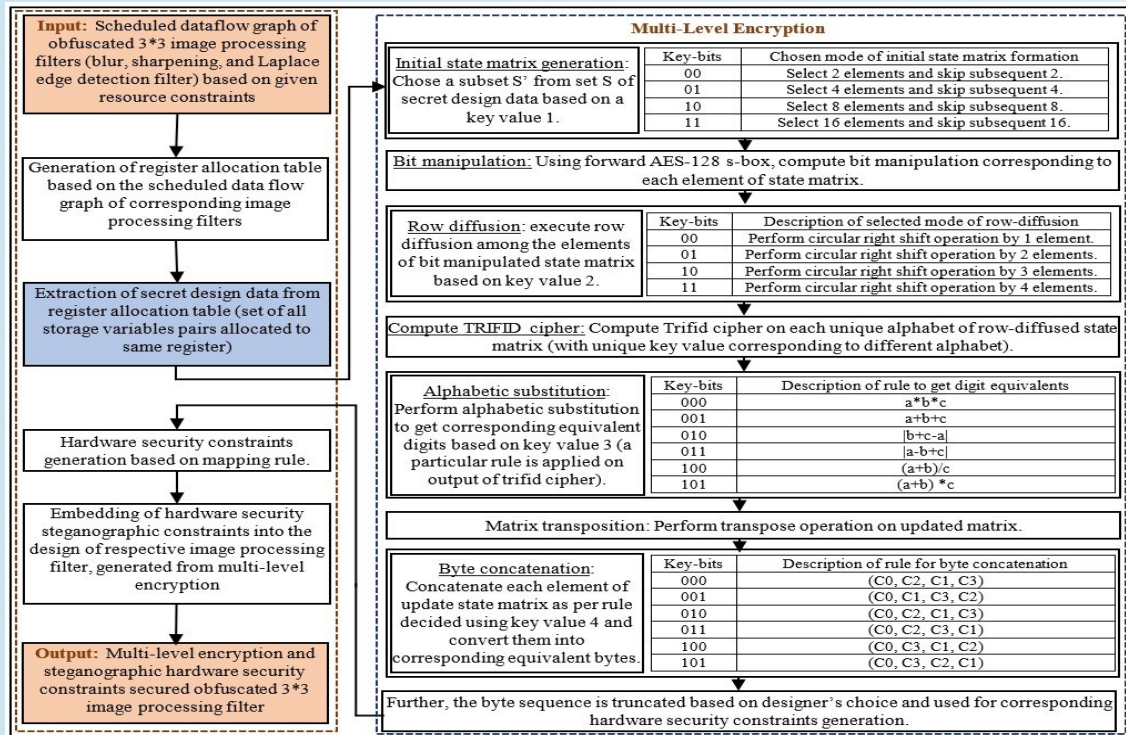 Input: Scheduled dataflow graph of
obfuscated 3*3 image processing
filters (blur, sharpening, and Laplace
edge detection filter) based on given
resource constraints
Generation of register allocation table
based on the scheduled data flow
graph of corresponding image
processing filters
Extraction of secret design data from
register allocation table (set of all
storage variables pairs allocated to
same register)
Hardware security constraints
generation based on mapping rule.
Embedding of hardware security
steganographic constraints into the
design of respective image processing
filter, generated from multi-level
encryption
Output: Multi-level encryption and
steganographic hardware security
constraints secured obfuscated 3*3
image processing filter
Multi-Level Encryption
Initial state matrix generation:
Chose a subset S’ from set S of
secret design data based on a
key value 1.
Key-bits Chosen mode of initial state matrix formation
00 Select 2 elements and skip subsequent 2.
01 Select 4 elements and skip subsequent 4.
10 Select 8 elements and skip subsequent 8.
11 Select 16 elements and skip subsequent 16.
Bit manipulation: Using forward AES-128 s-box, compute bit manipulation corresponding to
each element of state matrix.
Row diffusion: execute row
diffusion among the elements
of bit manipulated state matrix
based on key value 2.
Key-bits Description of selected mode of row-diffusion
00 Perform circular right shift operation by 1 element.
01 Perform circular right shift operation by 2 elements.
10 Perform circular right shift operation by 3 elements.
11 Perform circular right shift operation by 4 elements.
Compute TRIFID cipher: Compute Trifid cipher on each unique alphabet of row-diffused state
matrix (with unique key value corresponding to different alphabet).
Alphabetic substitution:
Perform alphabetic substitution
to get corresponding equivalent
digits based on key value 3 (a
particular rule is applied on
output of trifid cipher).
Key-bits Description of rule to get digit equivalents
000 a*b*c
001 a+b+c
010 |b+c-a|
011 |a-b+c|
100 (a+b)/c
101 (a+b) *c
Matrix transposition: Perform transpose operation on updated matrix.
Byte concatenation:
Concatenate each element of
update state matrix as per rule
decided using key value 4 and
convert them into
corresponding equivalent bytes.
Key-bits Description of rule for byte concatenation
000 (C0, C2, C1, C3)
001 (C0, C1, C3, C2)
010 (C0, C1, C2, C3)
011 (C0, C2, C3, C1)
100 (C0, C3, C1, C2)
101 (C0, C3, C2, C1)
Further, the byte sequence is truncated based on designer’s choice and used for corresponding
hardware security constraints generation.